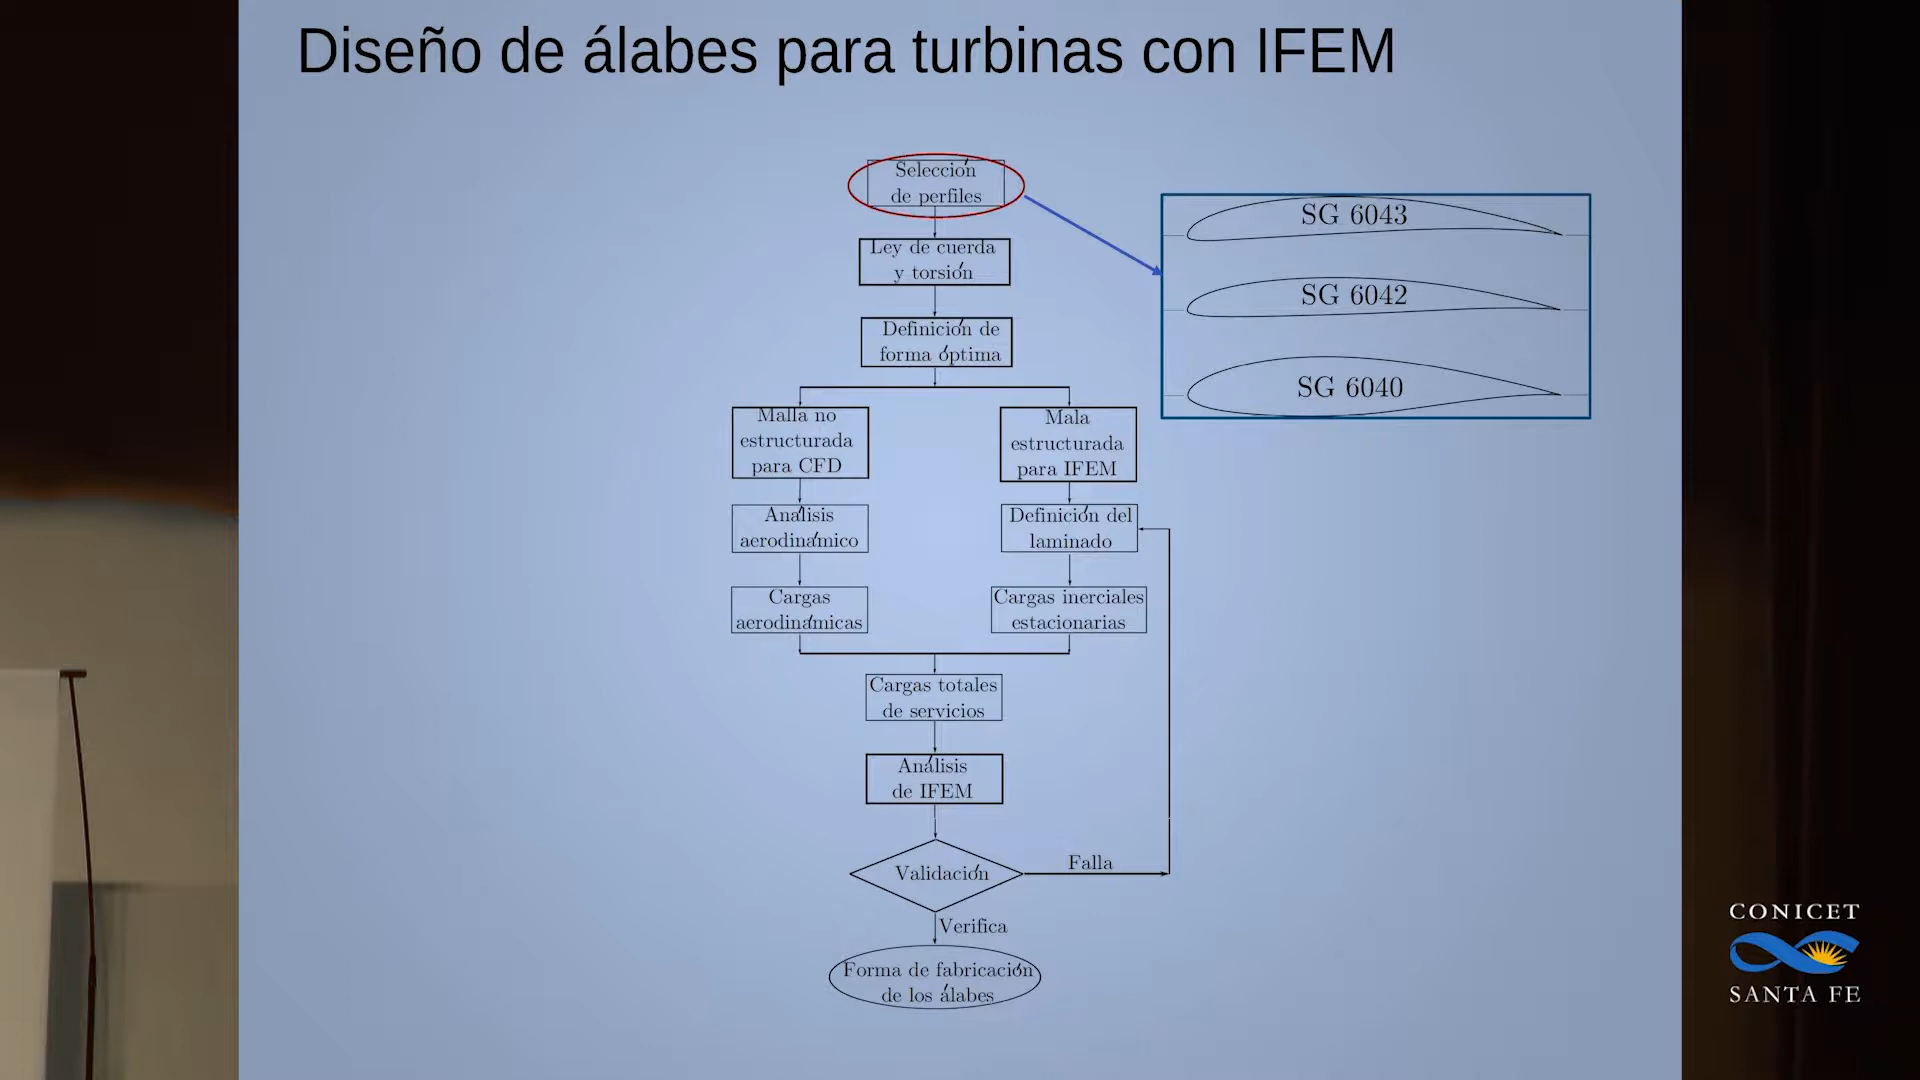 Diseño de álabes para turbinas con IFEM
Selección
de perfiles
SG 6043
SG 6042
SG 6040
Ley de cuerda
y torsión
Definición de
forma óptima
Malla no
estructurada
para CFD
Mala
estructurada
para IFEM
Análisis
aerodinámico
Definición del
laminado
Cargas
aerodinámicas
Cargas inerciales
estacionarias
Cargas totales
de servicios
Análisis
de IFEM
Validación
Falla
Verifica
Forma de fabricación
de los álabes
CONICET
SANTA FE